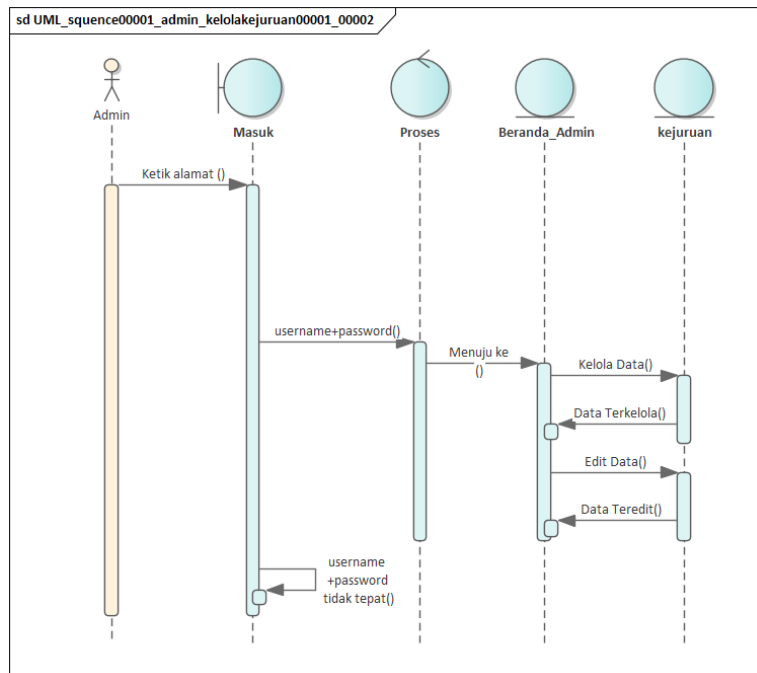 sd UML_squence00001_admin_kelolakejuruan00001_00002
Admin
Masuk
Proses
Beranda_Admin
kejuruan
Ketik alamat ()
username+password()
Menuju ke
()
Kelola Data()
Data Terkelola()
Edit Data()
Data Teredit()
username
+password
tidak tepat()